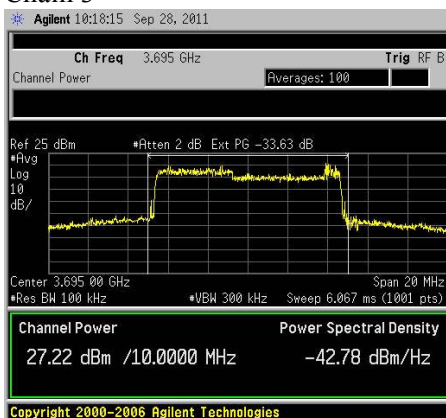 Agilent 10:18:15 Sep 28, 2011
Ch Freq 3.695 GHz Trig RF B
Channel Power Averages: 100
Ref 25 dBm #Atten 2 dB Ext PG -33.63 dB
#Avg
Log
10
dB/
Center 3.695 00 GHz Span 20 MHz
#Res BW 100 kHz #VBW 300 kHz Sweep 6.067 ms (1001 pts)
Channel Power Power Spectral Density
27.22 dBm /10.0000 MHz -42.78 dBm/Hz
Copyright 2000-2006 Agilent Technologies